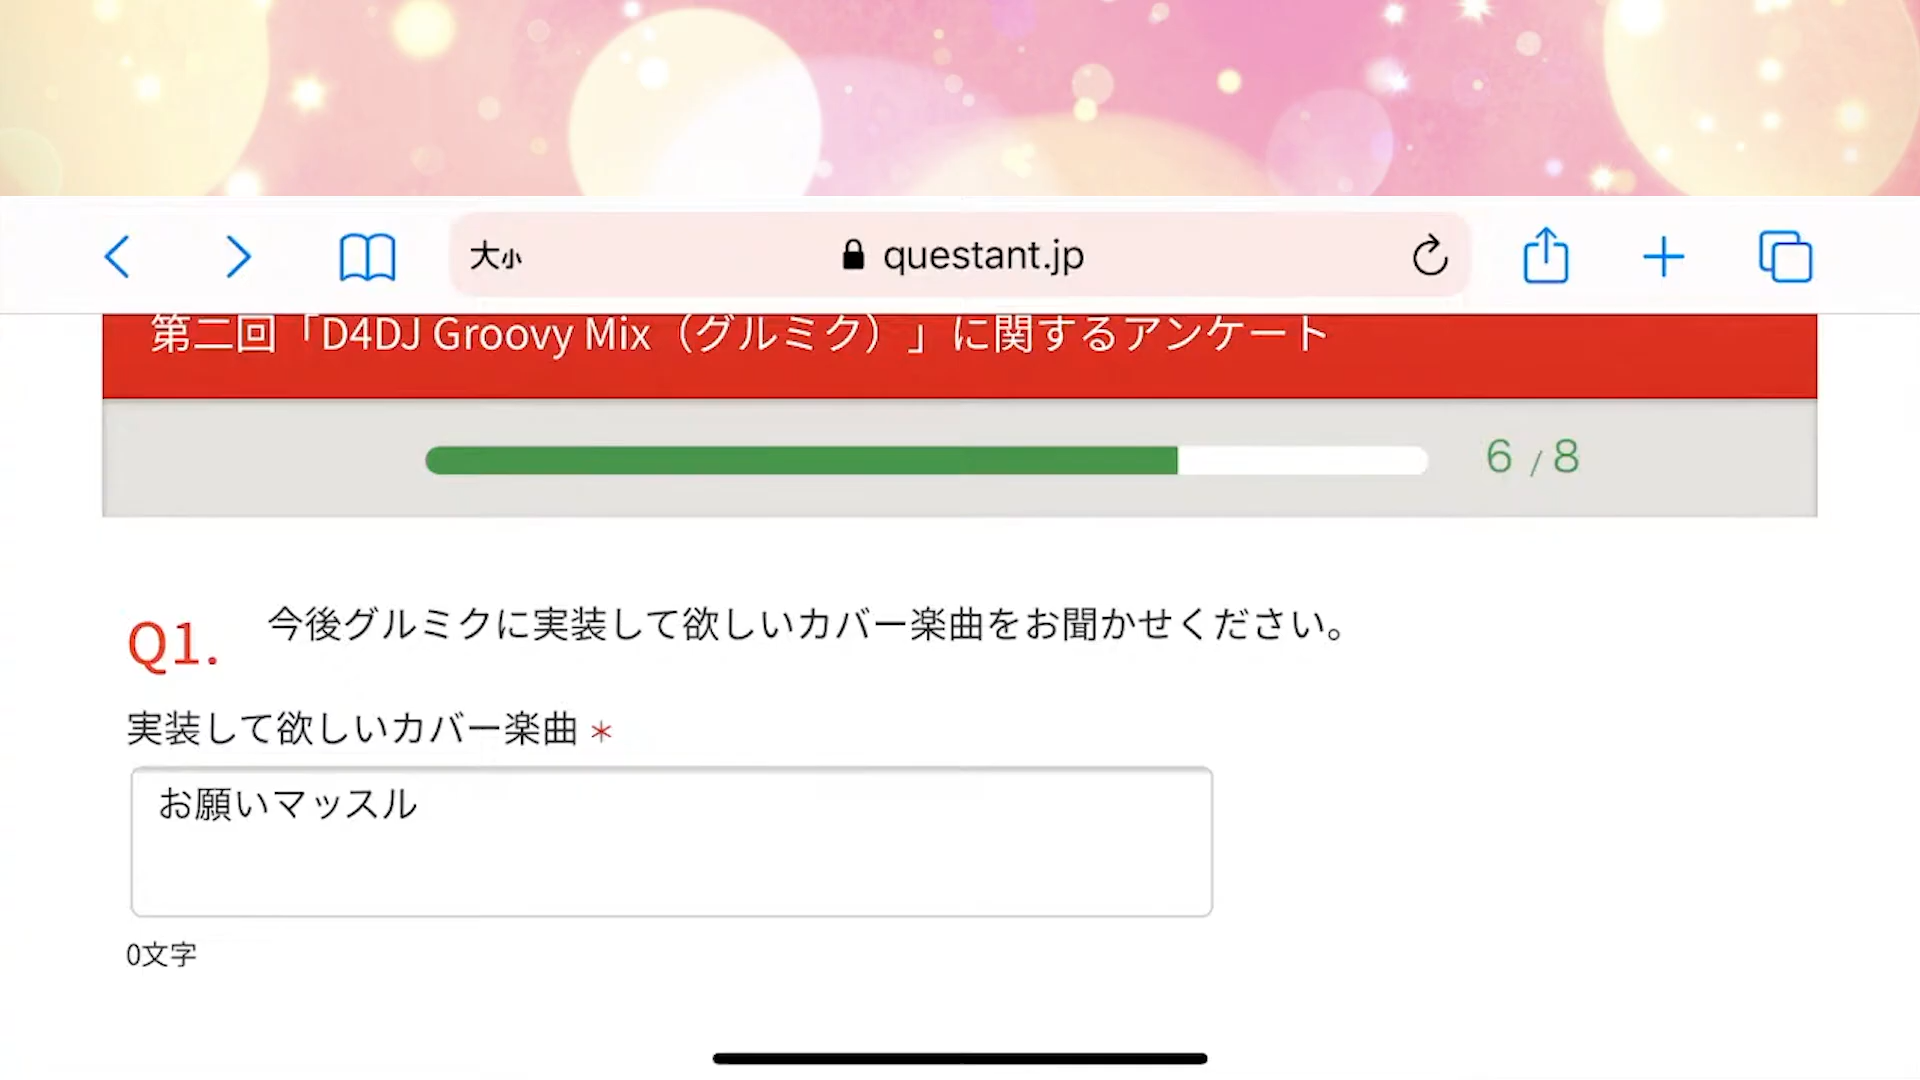 大小
questant.jp
第二回「D4DJ Groovy Mix（グルミク）」に関するアンケート
6 / 8
Q1. 今後グルミクに実装して欲しいカバー楽曲をお聞かせください。
実装して欲しいカバー楽曲 *
お願いマッスル
0文字